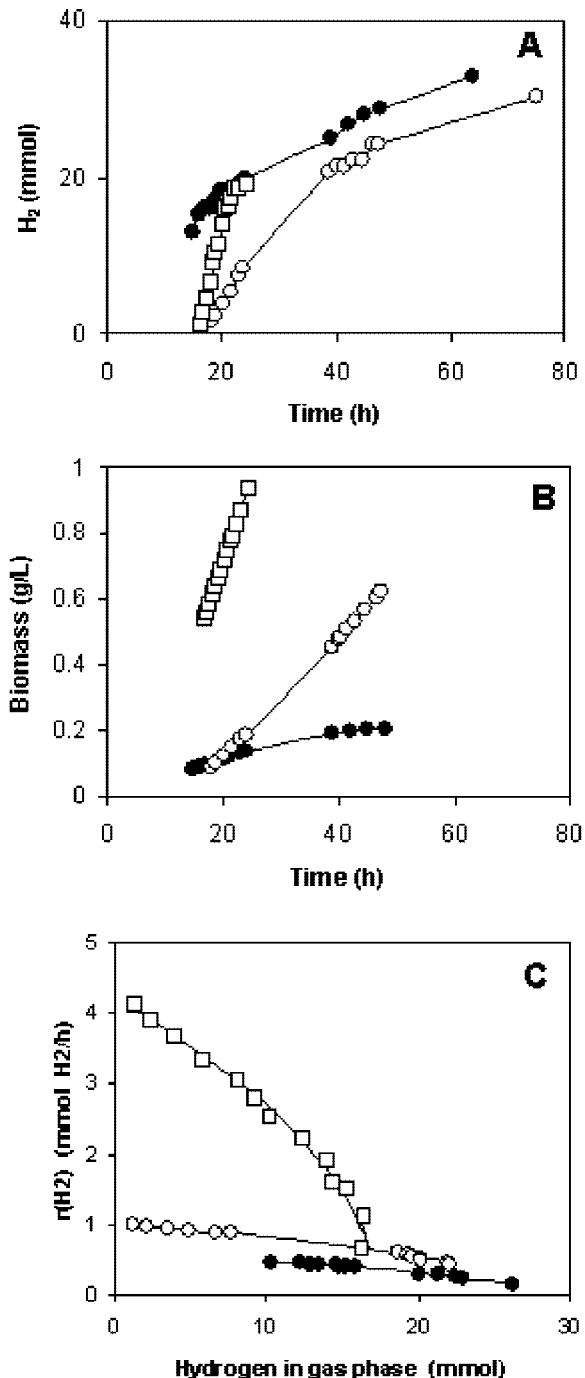 A
H₂ (mmol)
40
20
0
0 20 40 60 80
Time (h)
B
Biomass (g/L)
1
0.8
0.6
0.4
0.2
0
0 20 40 60 80
Time (h)
C
r(H2) (mmol H2/h)
5
4
3
2
1
0
0 10 20 30
Hydrogen in gas phase (mmol)